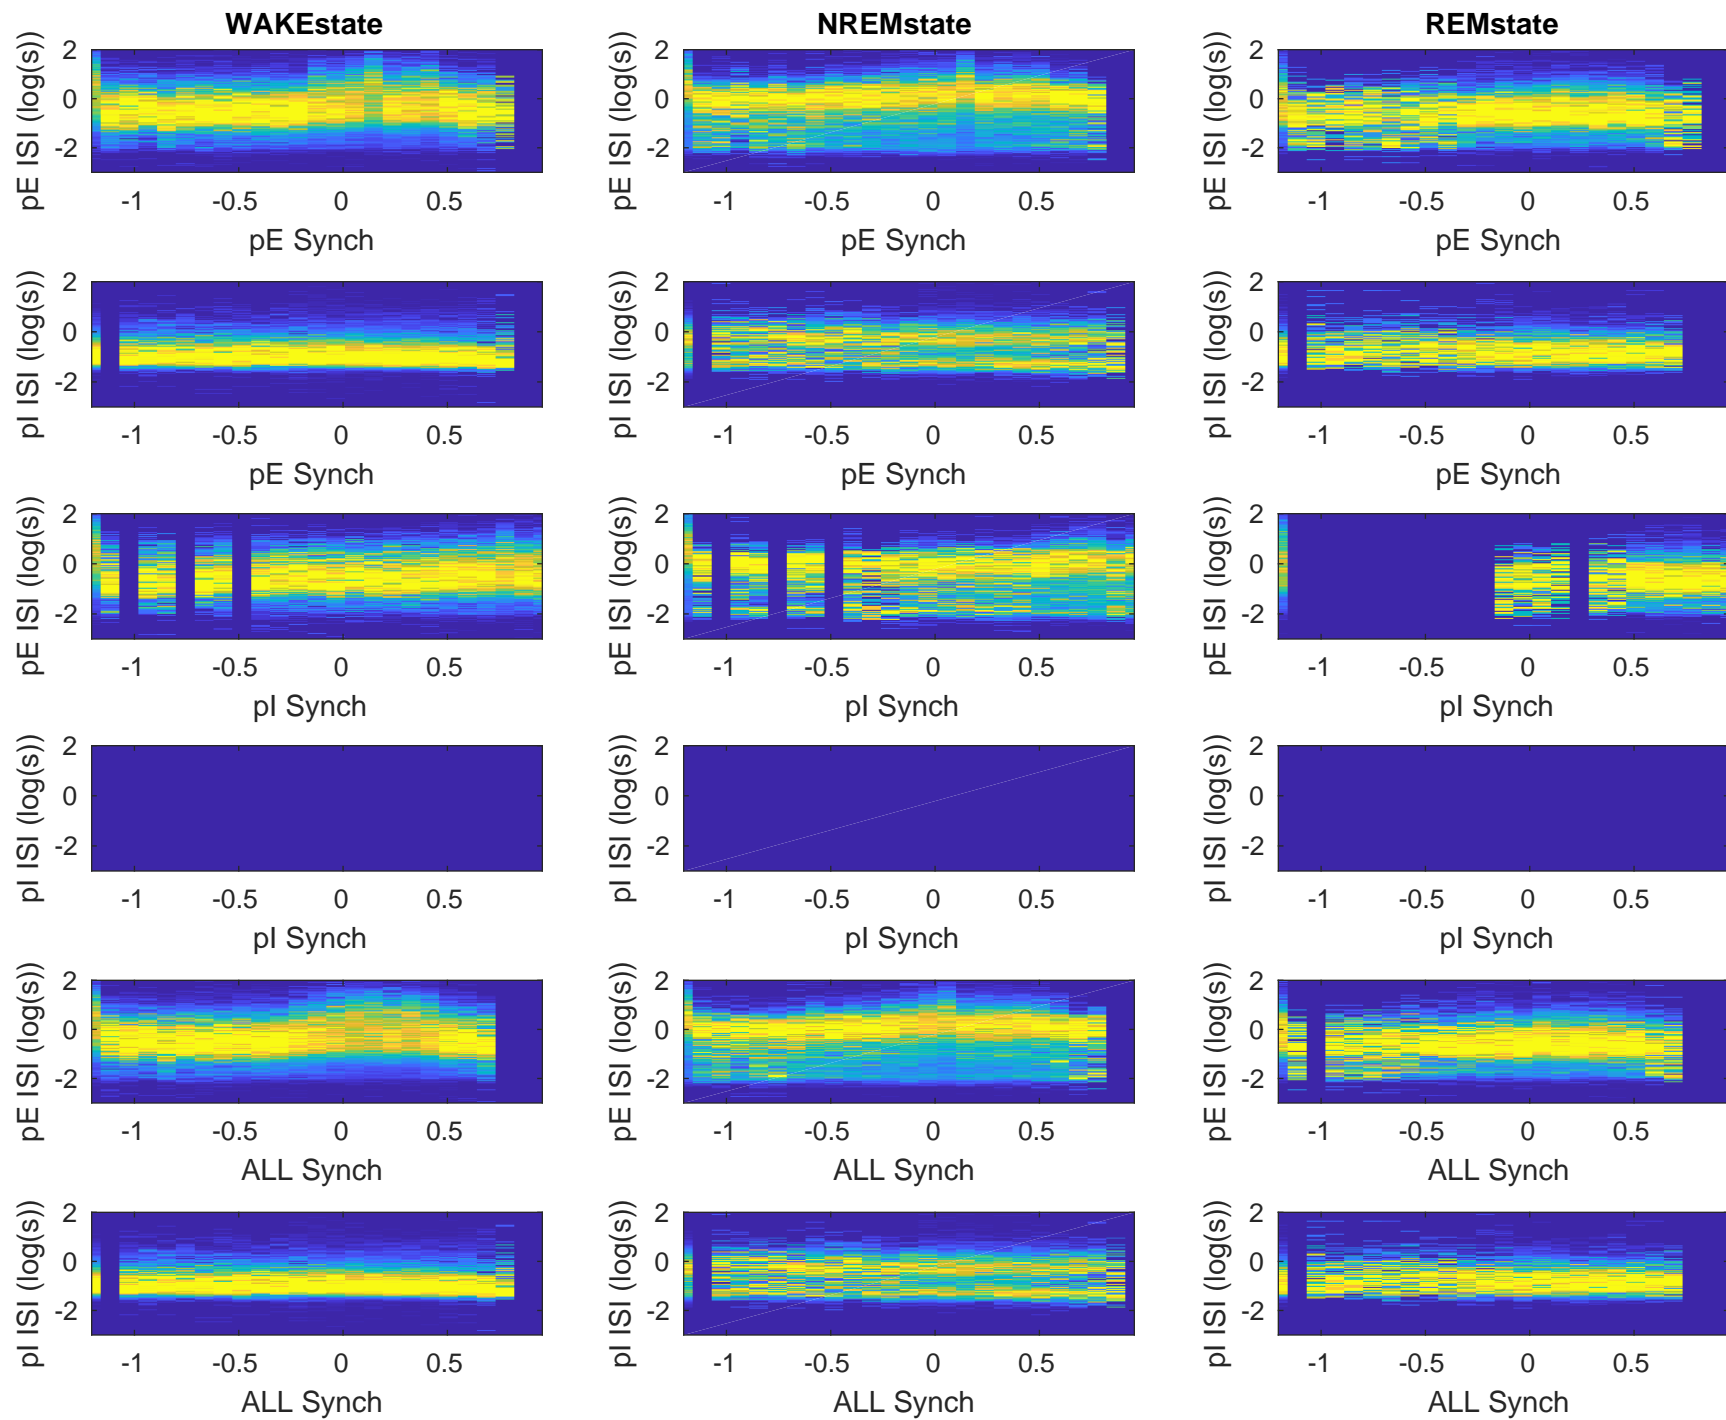 WAKEstate NREMstate REMstate
pE ISI (log(s)) 2 0 -2 pE ISI (log(s)) 2 0 -2 pE ISI (log(s)) 2 0 -2
-1 -0.5 0 0.5 -1 -0.5 0 0.5 -1 -0.5 0 0.5
pE Synch pE Synch pE Synch
pI ISI (log(s)) 2 0 -2 pI ISI (log(s)) 2 0 -2 pI ISI (log(s)) 2 0 -2
-1 -0.5 0 0.5 -1 -0.5 0 0.5 -1 -0.5 0 0.5
pE Synch pE Synch pE Synch
pE ISI (log(s)) 2 0 -2 pE ISI (log(s)) 2 0 -2 pE ISI (log(s)) 2 0 -2
-1 -0.5 0 0.5 -1 -0.5 0 0.5 -1 -0.5 0 0.5
pI Synch pI Synch pI Synch
pI ISI (log(s)) 2 0 -2 pI ISI (log(s)) 2 0 -2 pI ISI (log(s)) 2 0 -2
-1 -0.5 0 0.5 -1 -0.5 0 0.5 -1 -0.5 0 0.5
pI Synch pI Synch pI Synch
pE ISI (log(s)) 2 0 -2 pE ISI (log(s)) 2 0 -2 pE ISI (log(s)) 2 0 -2
-1 -0.5 0 0.5 -1 -0.5 0 0.5 -1 -0.5 0 0.5
ALL Synch ALL Synch ALL Synch
pI ISI (log(s)) 2 0 -2 pI ISI (log(s)) 2 0 -2 pI ISI (log(s)) 2 0 -2
-1 -0.5 0 0.5 -1 -0.5 0 0.5 -1 -0.5 0 0.5
ALL Synch ALL Synch ALL Synch